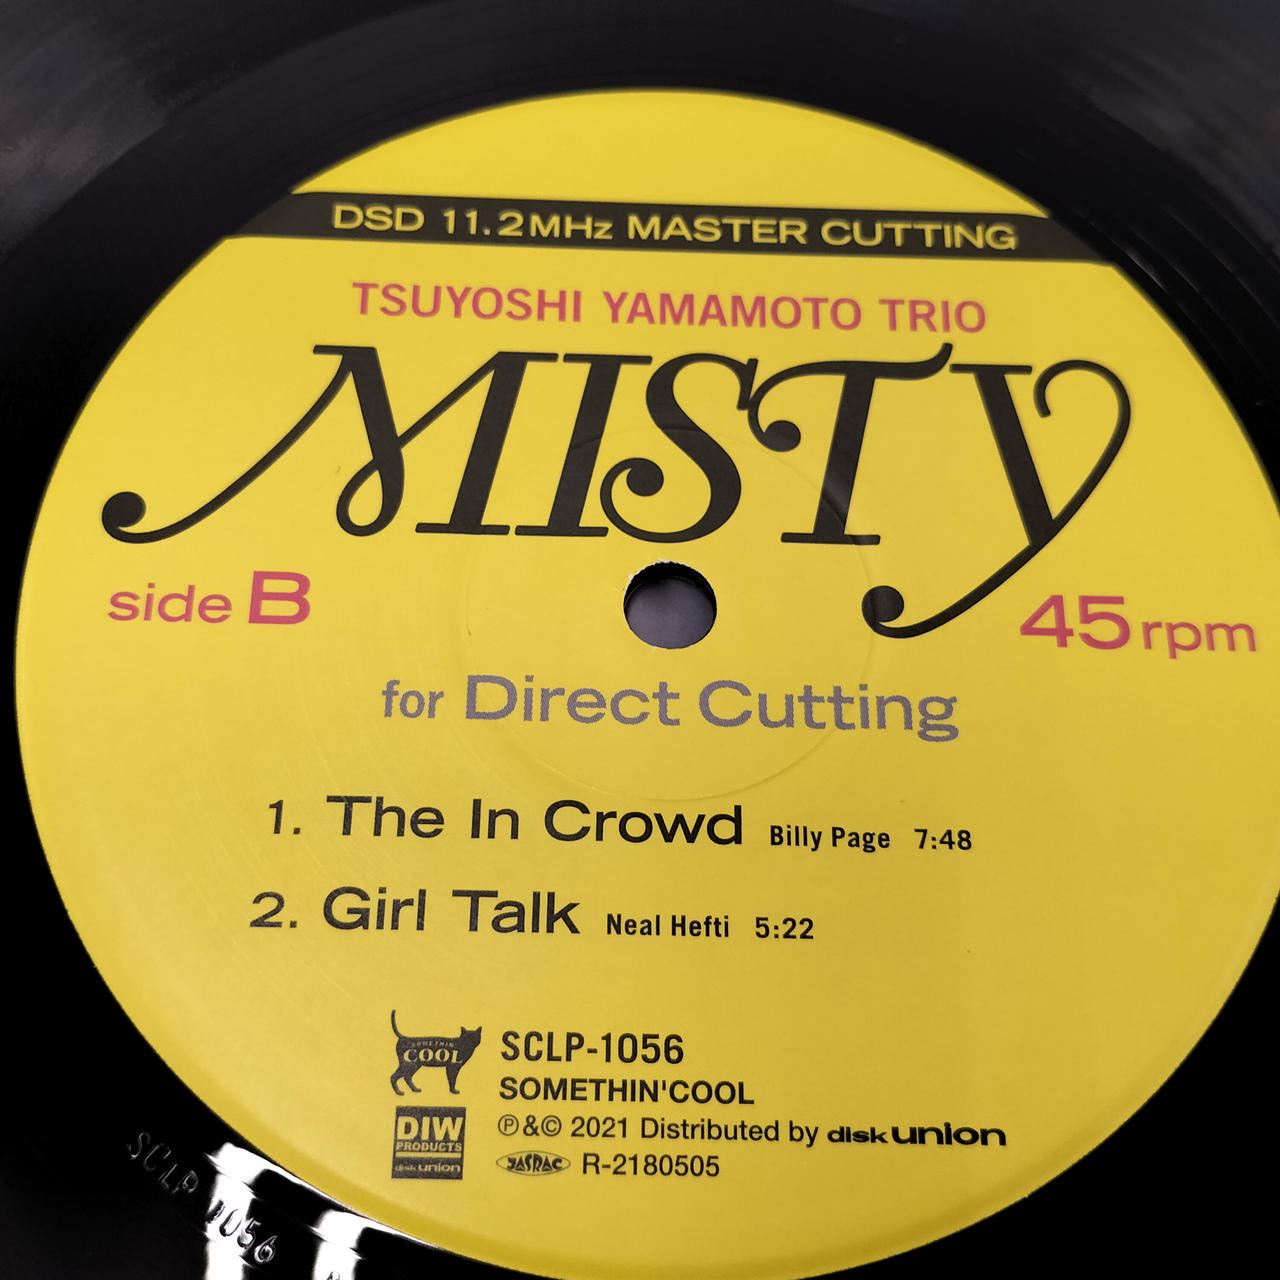 DSD 11.2MHz MASTER CUTTING
TSUYOSHI YAMAMOTO TRIO
MISTY
side B
45 rpm
for Direct Cutting
1. The In Crowd Billy Page 7:48
2. Girl Talk Neal Hefti 5:22
SOMETHIN'
COOL
SCLP-1056
SOMETHIN'COOL
DIW
PRODUCTS
disk union
℗&© 2021 Distributed by disk union
JASRAC R-2180505
SCLP 1056